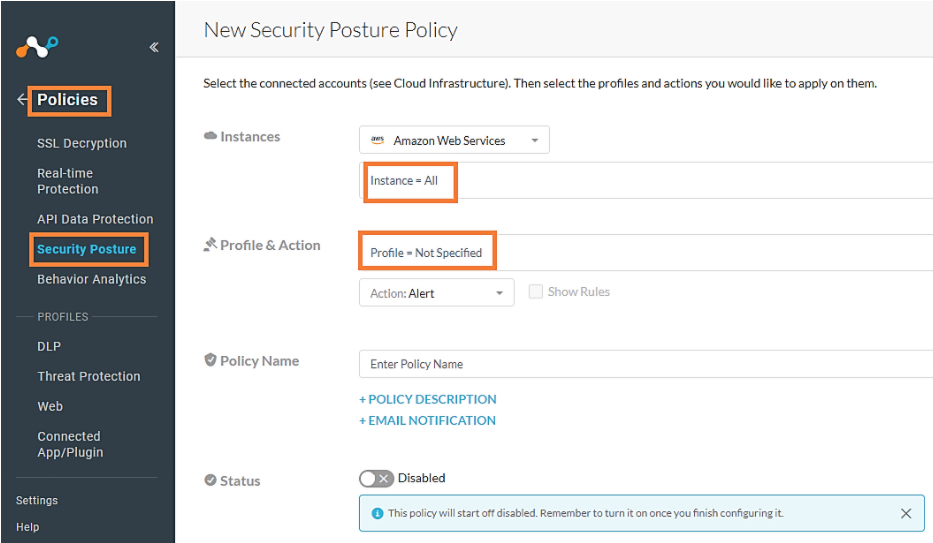 New Security Posture Policy
Select the connected accounts (see Cloud Infrastructure). Then select the profiles and actions you would like to apply on them.
Policies
SSL Decryption
Real-time
Protection
API Data Protection
Security Posture
Behavior Analytics
PROFILES
DLP
Threat Protection
Web
Connected
App/Plugin
Settings
Help
Instances
aws Amazon Web Services
Instance = All
Profile & Action
Profile = Not Specified
Action: Alert
Show Rules
Policy Name
Enter Policy Name
+ POLICY DESCRIPTION
+ EMAIL NOTIFICATION
Status
Disabled
This policy will start off disabled. Remember to turn it on once you finish configuring it.